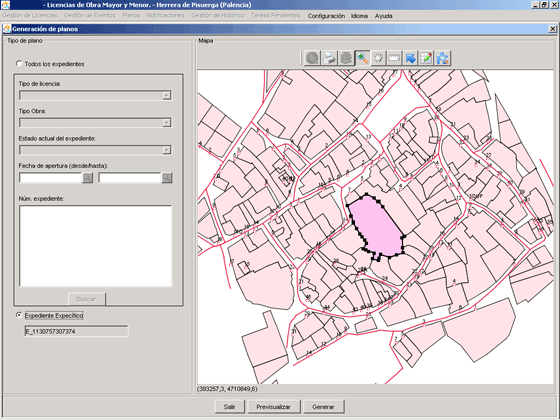 - Licencias de Obra Mayor y Menor. - Herrera de Pisuerga (Palencia)
Gestión de Licencias Gestión de Eventos Planos Notificaciones Gestión de Histórico Tareas Pendientes Configuración Idioma Ayuda
Generación de planos
Tipo de plano
Mapa
Todos los expedientes
Tipo de licencia:
Tipo Obra:
Estado actual del expediente:
Fecha de apertura (desde/hasta):
Núm. expediente:
Buscar
Expediente Expecífico
E_1130757307374
(393257,3, 4710849,6)
Salir Previsualizar Generar